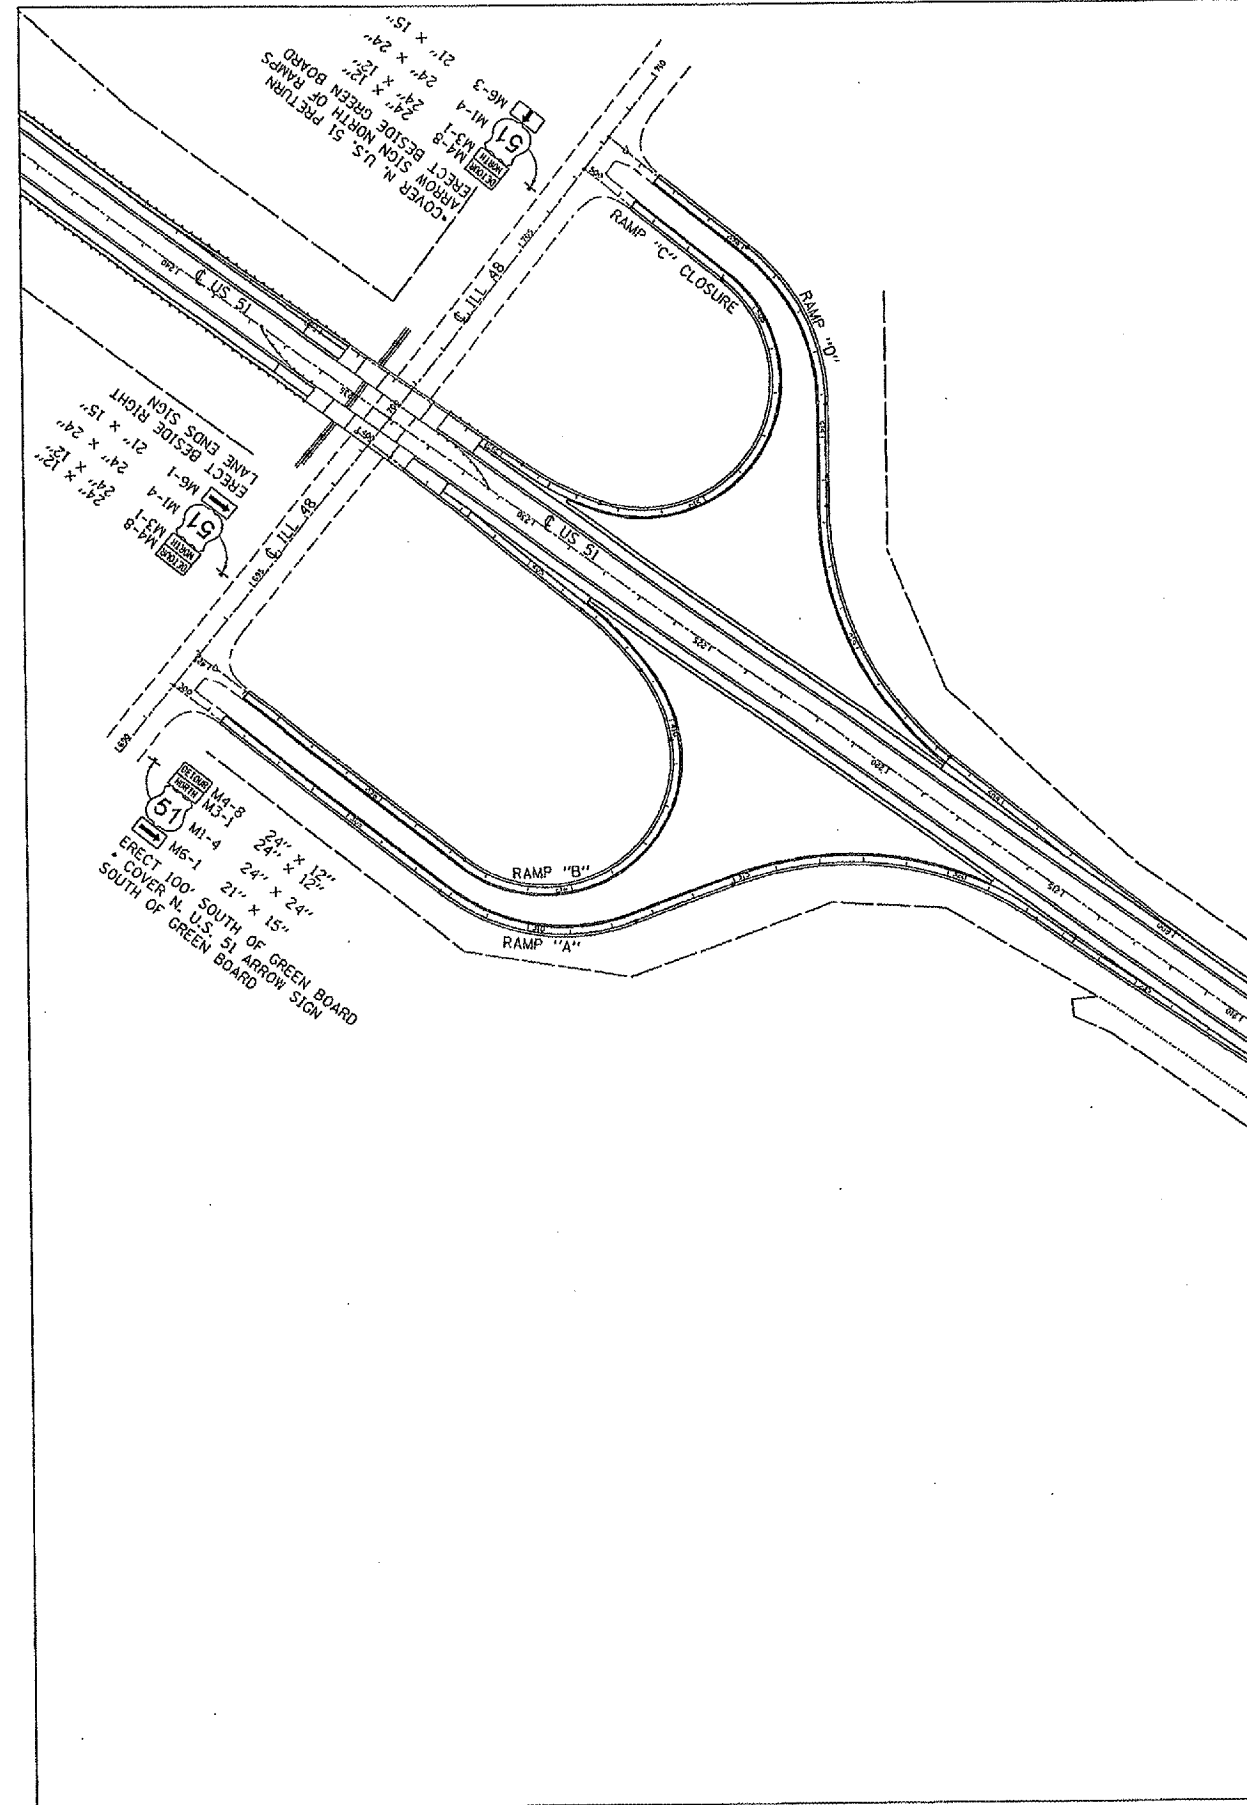 DETOUR
NORTH
51
M6-3
M1-4
M3-1
M4-8
21" X 15"
24" X 24"
24" X 12"
24" X 12"
ERECT BESIDE GREEN BOARD
•COVER N. U.S. 51 PRETURN
ARROW SIGN NORTH OF RAMPS
℄ ILL 48
℄ US 51
RAMP "C" CLOSURE
RAMP "D"
DETOUR
NORTH
51
M4-8
M3-1
M1-4
M6-1
24" X 12"
24" X 12"
24" X 24"
21" X 15"
ERECT BESIDE RIGHT
LANE ENDS SIGN
℄ ILL 48
℄ US 51
DETOUR
NORTH
51
M4-8 24" X 12"
M3-1 24" X 12"
M1-4 24" X 24"
M6-1 21" X 15"
ERECT 100' SOUTH OF GREEN BOARD
• COVER N. U.S. 51 ARROW SIGN
SOUTH OF GREEN BOARD
RAMP "B"
RAMP "A"
1705
1695
1225
1220